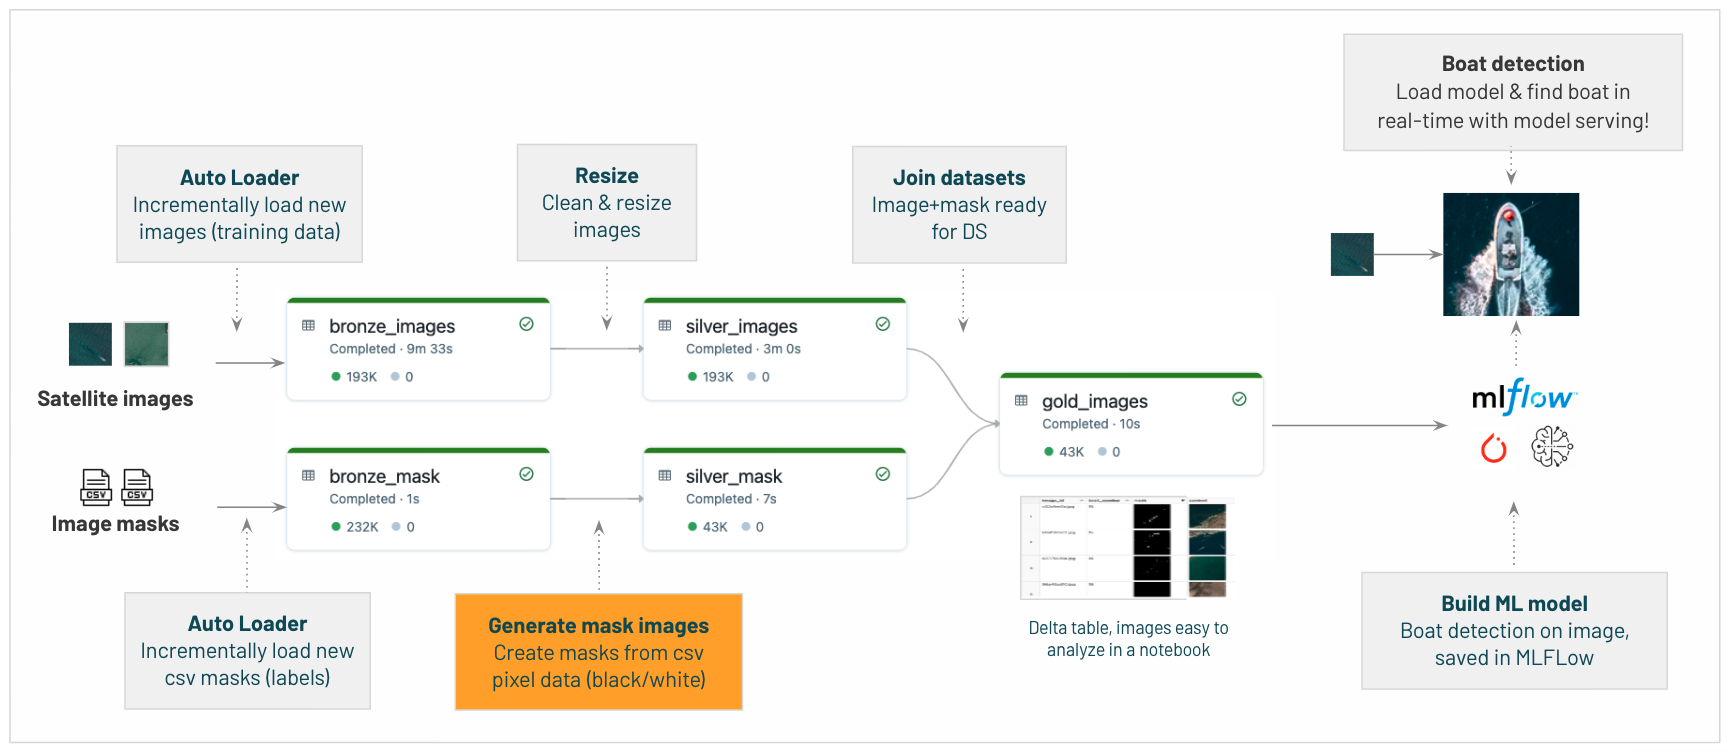 Boat detection
Load model & find boat in
real-time with model serving!
Auto Loader
Incrementally load new
images (training data)
Resize
Clean & resize
images
Join datasets
Image+mask ready
for DS
Satellite images
bronze_images
Completed · 9m 33s
193K 0
silver_images
Completed · 3m 0s
193K 0
gold_images
Completed · 10s
43K 0
mlflow
CSV CSV
Image masks
bronze_mask
Completed · 1s
232K 0
silver_mask
Completed · 7s
43K 0
Auto Loader
Incrementally load new
csv masks (labels)
Generate mask images
Create masks from csv
pixel data (black/white)
Delta table, images easy to
analyze in a notebook
Build ML model
Boat detection on image,
saved in MLFLow